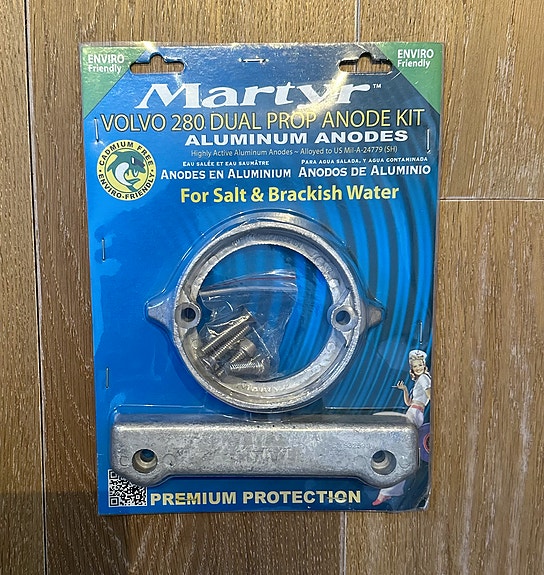 ENVIRO
Friendly
ENVIRO
Friendly
Martyr™
VOLVO 280 DUAL PROP ANODE KIT
ALUMINUM ANODES
Highly Active Aluminum Anodes ~ Alloyed to US Mil-A-24779 (SH)
CADMIUM FREE
ENVIRO-FRIENDLY
EAU SALÉE ET EAU SAUMÂTRE
PARA AGUA SALADA, Y AGUA CONTAMINADA
ANODES EN ALUMINIUM
ANODOS DE ALUMINIO
For Salt & Brackish Water
PREMIUM PROTECTION